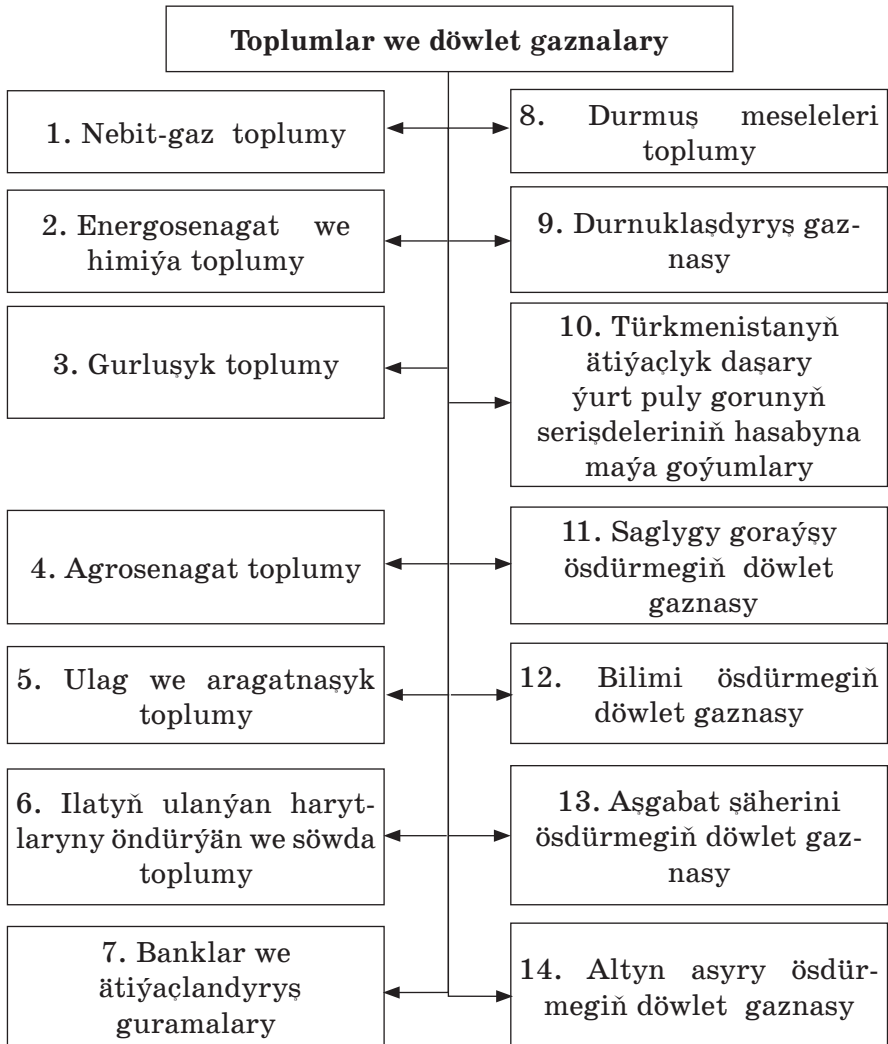 Toplumlar we döwlet gaznalary
1. Nebit-gaz toplumy
2. Energosenagat we
himiýa toplumy
3. Gurluşyk toplumy
4. Agrosenagat toplumy
5. Ulag we aragatnaşyk
toplumy
6. Ilatyň ulanýan haryt-
laryny öndürýän we söwda
toplumy
7. Banklar we
ätiýaçlandyryş
guramalary
8. Durmuş meseleleri
toplumy
9. Durnuklaşdyryş gaz-
nasy
10. Türkmenistanyň
ätiýaçlyk daşary
ýurt puly gorunyň
serişdeleriniň hasabyna
maýa goýumlary
11. Saglygy goraýşy
ösdürmegiň döwlet
gaznasy
12. Bilimi ösdürmegiň
döwlet gaznasy
13. Aşgabat şäherini
ösdürmegiň döwlet gaz-
nasy
14. Altyn asyry ösdür-
megiň döwlet gaznasy